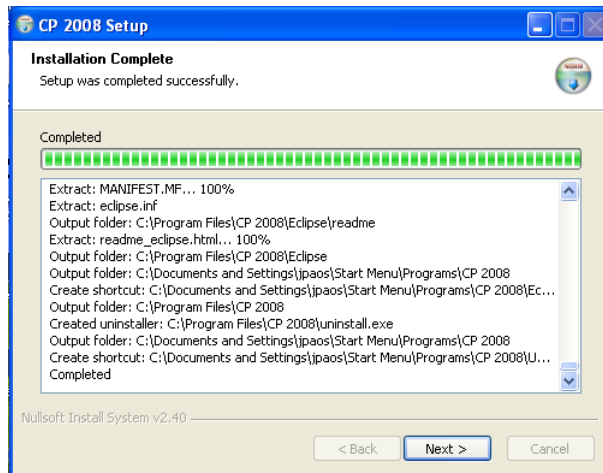 CP 2008 Setup
Installation Complete
Setup was completed successfully.
Completed
Extract: MANIFEST.MF... 100%
Extract: eclipse.inf
Output folder: C:\Program Files\CP 2008\Eclipse\readme
Extract: readme_eclipse.html... 100%
Output folder: C:\Program Files\CP 2008\Eclipse
Output folder: C:\Documents and Settings\jpaos\Start Menu\Programs\CP 2008
Create shortcut: C:\Documents and Settings\jpaos\Start Menu\Programs\CP 2008\Ec...
Output folder: C:\Program Files\CP 2008
Created uninstaller: C:\Program Files\CP 2008\uninstall.exe
Output folder: C:\Documents and Settings\jpaos\Start Menu\Programs\CP 2008
Create shortcut: C:\Documents and Settings\jpaos\Start Menu\Programs\CP 2008\U...
Completed
Nullsoft Install System v2.40
< Back Next > Cancel